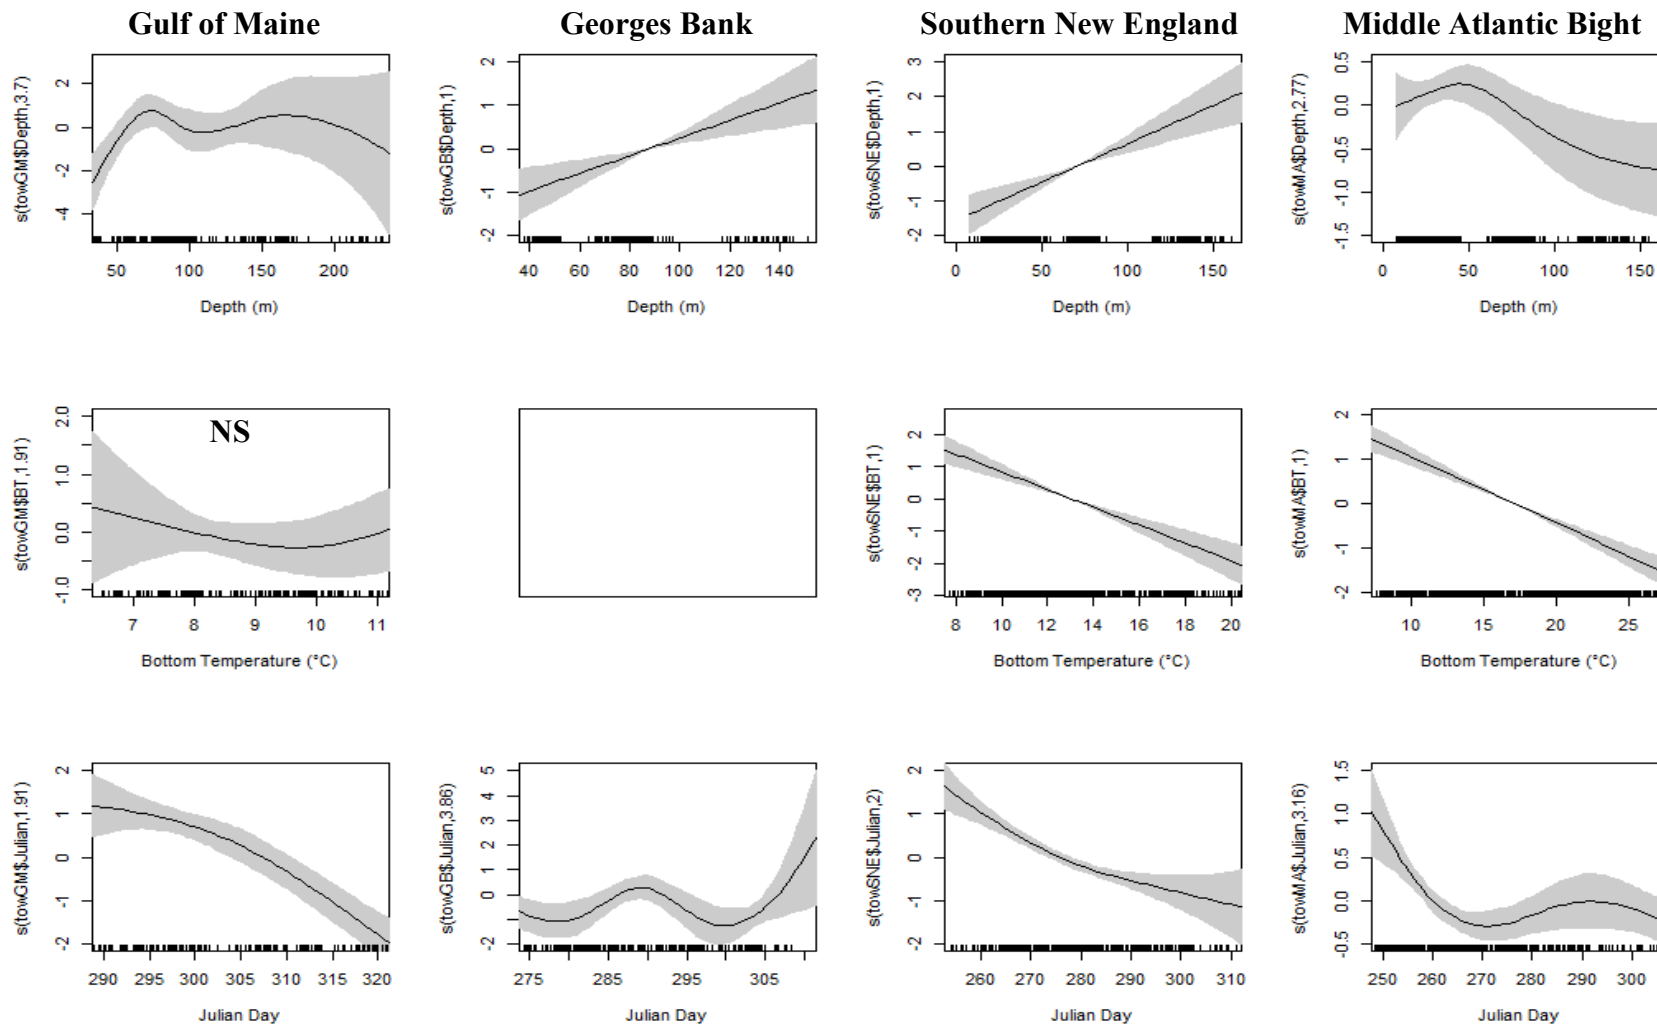 Gulf of Maine Georges Bank Southern New England Middle Atlantic Bight
s(towGM$Depth,3.7)
2
0
-2
-4
50 100 150 200
Depth (m)
s(towGB$Depth,1)
2
1
0
-1
-2
40 60 80 100 120 140
Depth (m)
s(towSNE$Depth,1)
3
2
1
0
-1
-2
0 50 100 150
Depth (m)
s(towMA$Depth,2.77)
0.5
0.0
-0.5
-1.0
-1.5
0 50 100 150
Depth (m)
NS
s(towGM$BT,1.91)
2.0
1.0
0.0
-1.0
7 8 9 10 11
Bottom Temperature (°C)
s(towSNE$BT,1)
2
1
0
-1
-2
-3
8 10 12 14 16 18 20
Bottom Temperature (°C)
s(towMA$BT,1)
2
1
0
-1
-2
10 15 20 25
Bottom Temperature (°C)
s(towGM$Julian,1.91)
2
1
0
-1
-2
290 295 300 305 310 315 320
Julian Day
s(towGB$Julian,3.86)
5
4
3
2
1
0
-2
275 285 295 305
Julian Day
s(towSNE$Julian,2)
2
1
0
-1
-2
260 270 280 290 300 310
Julian Day
s(towMA$Julian,3.16)
1.5
1.0
0.5
0.0
-0.5
250 260 270 280 290 300
Julian Day